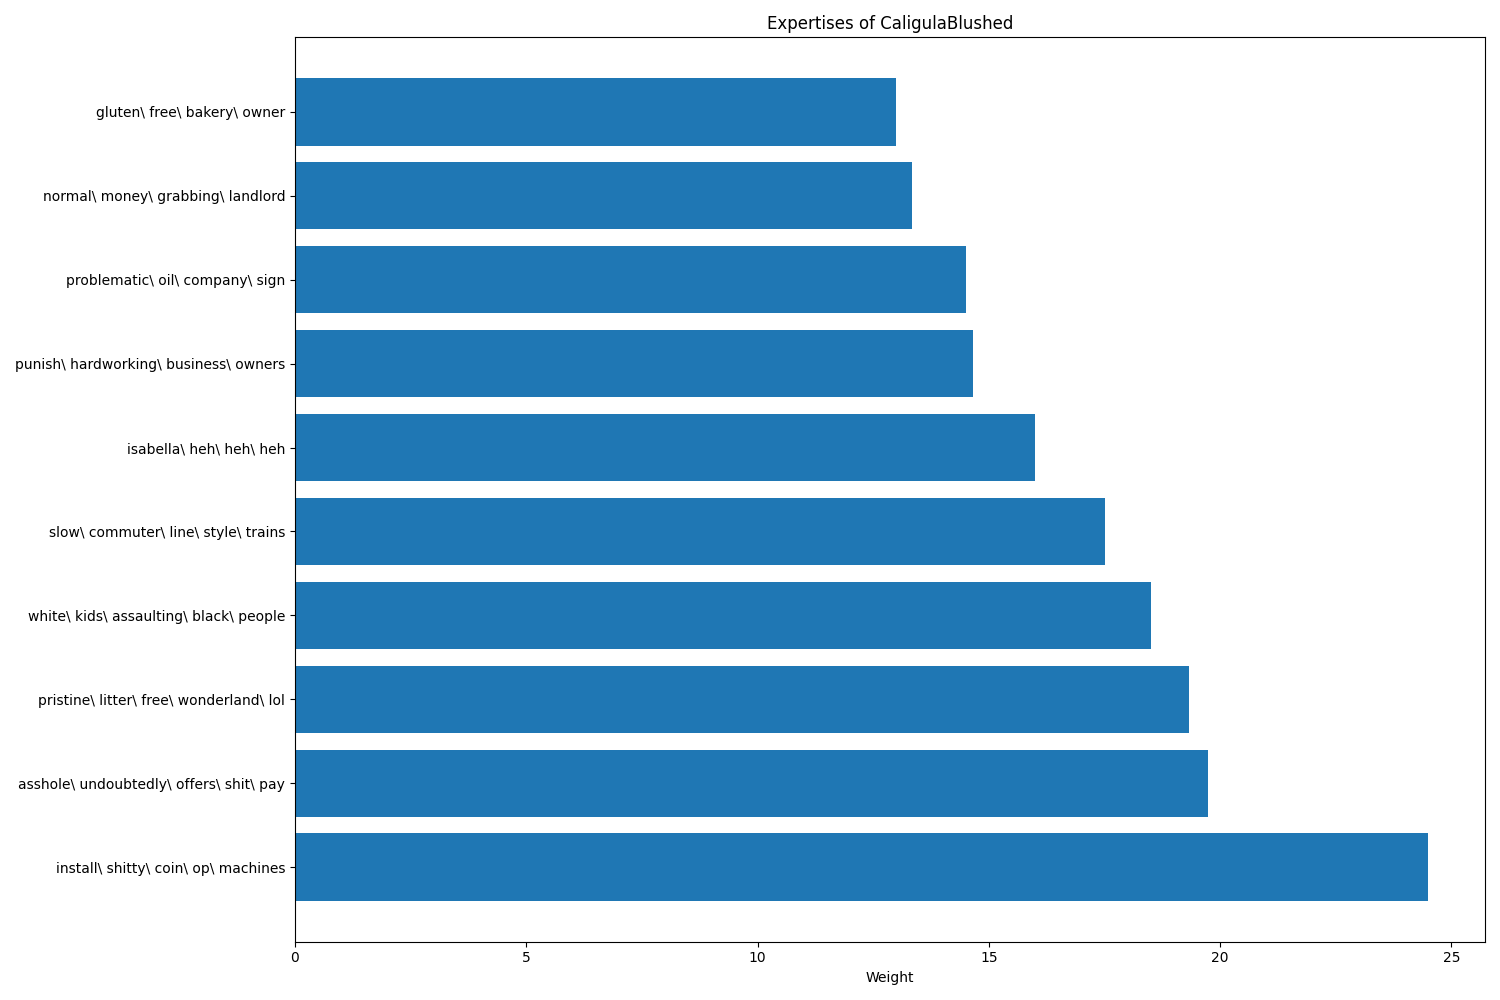 Expertises of CaligulaBlushed
gluten\ free\ bakery\ owner
normal\ money\ grabbing\ landlord
problematic\ oil\ company\ sign
punish\ hardworking\ business\ owners
isabella\ heh\ heh\ heh
slow\ commuter\ line\ style\ trains
white\ kids\ assaulting\ black\ people
pristine\ litter\ free\ wonderland\ lol
asshole\ undoubtedly\ offers\ shit\ pay
install\ shitty\ coin\ op\ machines
0 5 10 15 20 25
Weight